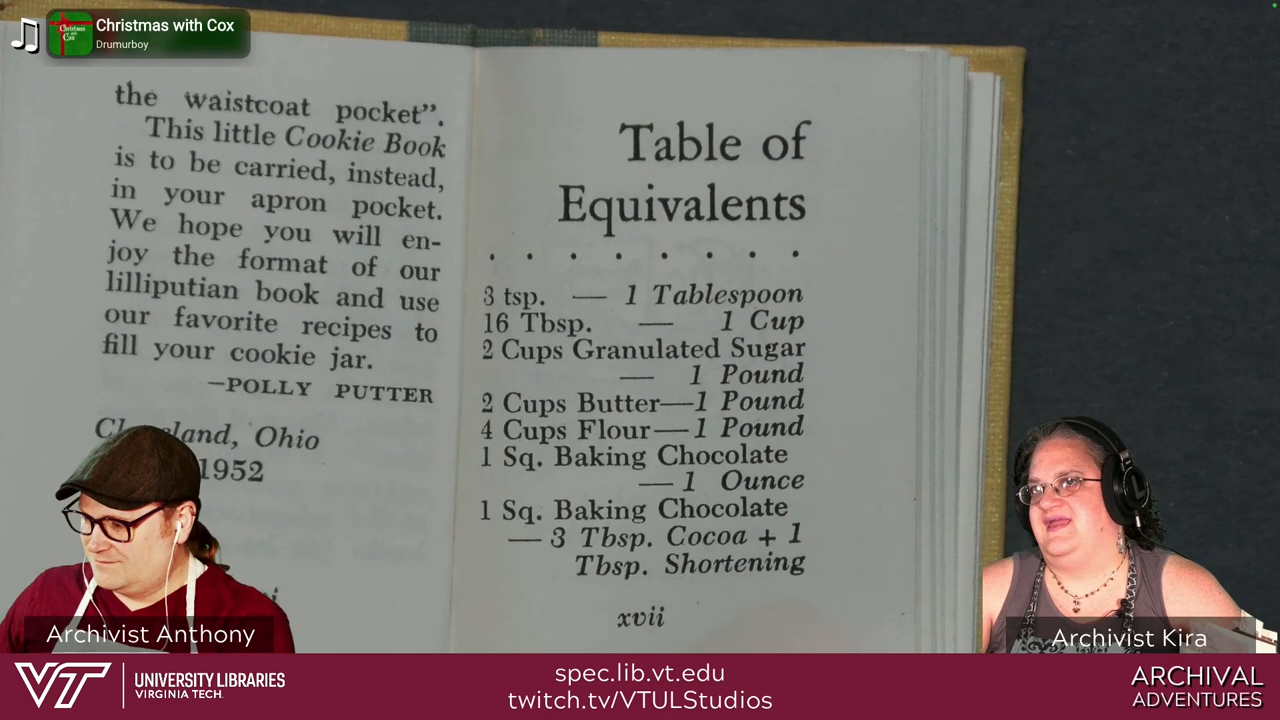 Christmas with Cox
Drumurboy
the waistcoat pocket”.
This little Cookie Book
is to be carried, instead,
in your apron pocket.
We hope you will en-
joy the format of our
lilliputian book and use
our favorite recipes to
fill your cookie jar.
—POLLY PUTTER
Ohio
1952
Table of
Equivalents
. . . . . . . .
3 tsp. — 1 Tablespoon
16 Tbsp. — 1 Cup
2 Cups Granulated Sugar
— 1 Pound
2 Cups Butter—1 Pound
4 Cups Flour—1 Pound
1 Sq. Baking Chocolate
—1 Ounce
1 Sq. Baking Chocolate
— 3 Tbsp. Cocoa + 1
Tbsp. Shortening
xvii
Archivist Anthony
Archivist Kira
VT
UNIVERSITY LIBRARIES
VIRGINIA TECH
spec.lib.vt.edu
twitch.tv/VTULStudios
ARCHIVAL
ADVENTURES